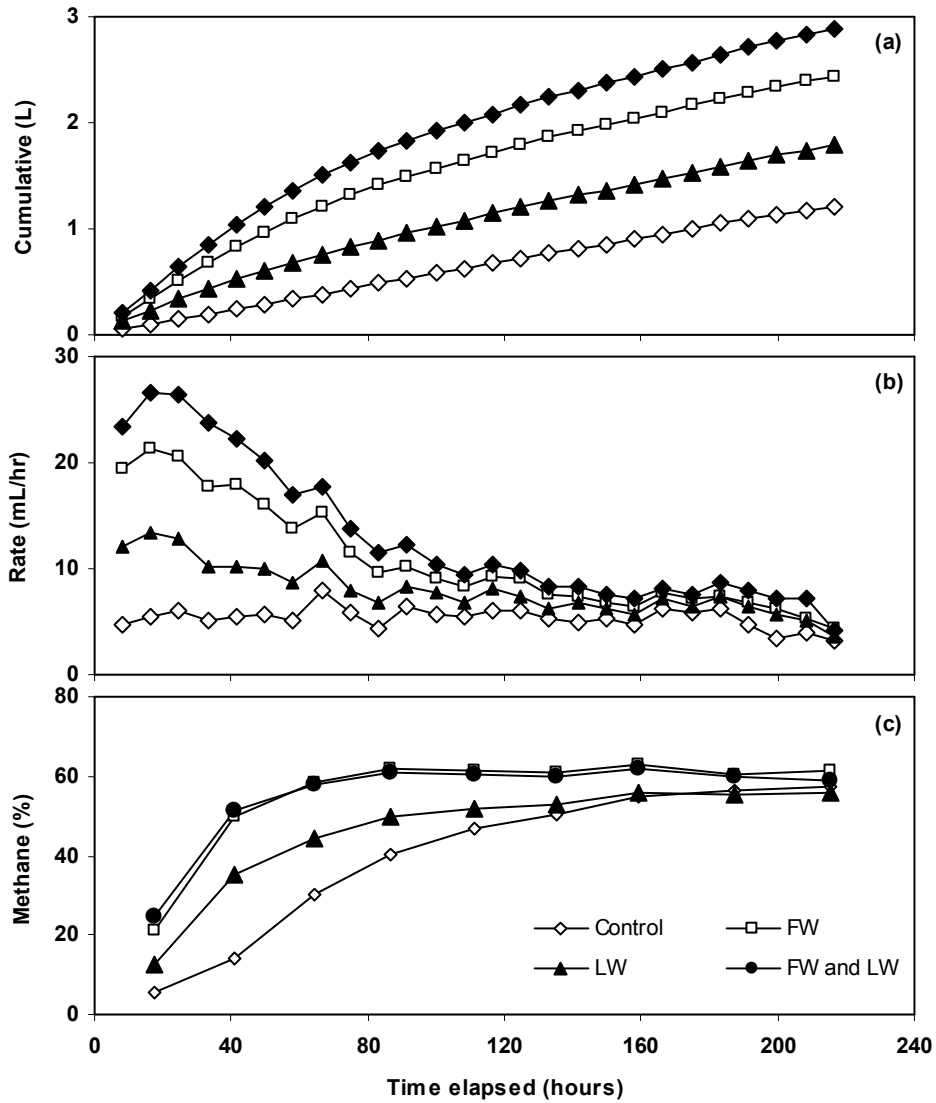 3
2
1
0
Cumulative (L)
(a)
30
20
10
0
Rate (mL/hr)
(b)
80
60
40
20
0
Methane (%)
(c)
Control
FW
LW
FW and LW
0 40 80 120 160 200 240
Time elapsed (hours)